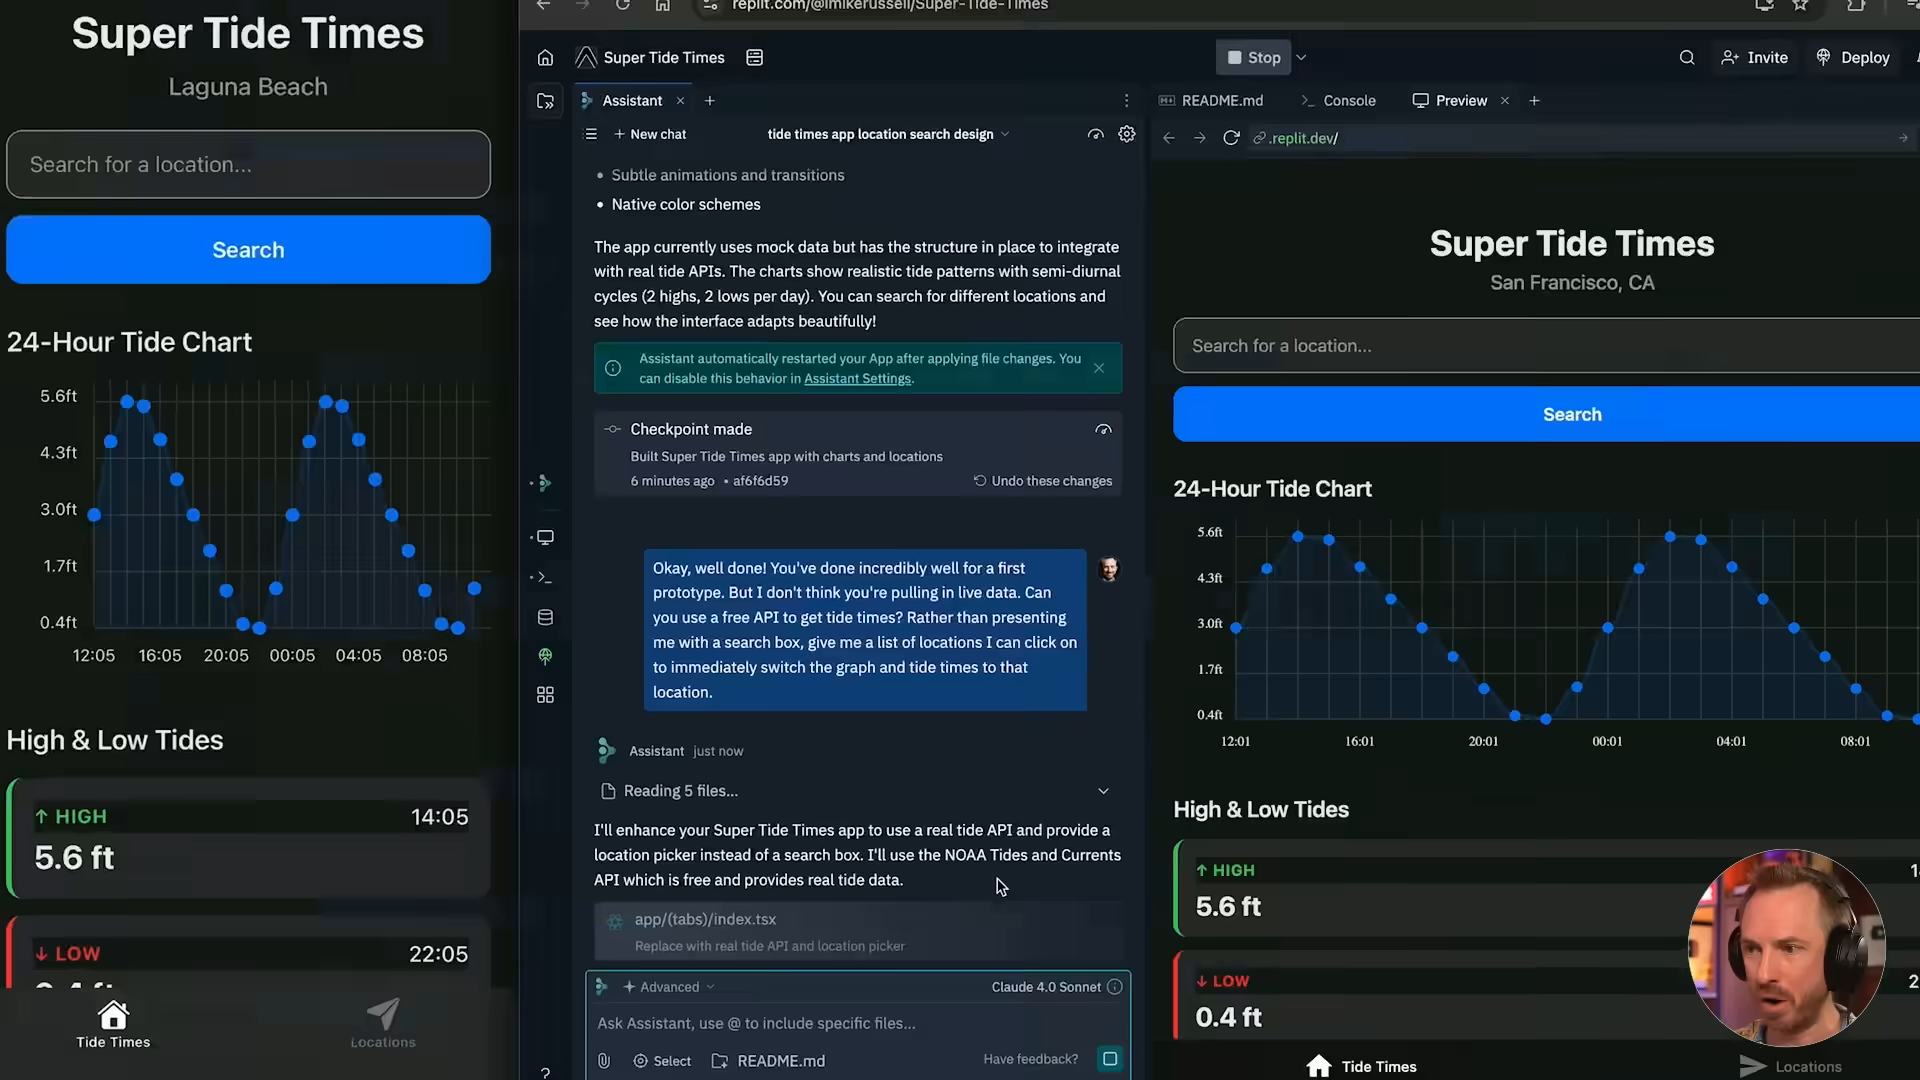 Super Tide Times
Laguna Beach
Search for a location...
Search
24-Hour Tide Chart
5.6ft
4.3ft
3.0ft
1.7ft
0.4ft
12:05 16:05 20:05 00:05 04:05 08:05
High & Low Tides
↑ HIGH 14:05
5.6 ft
↓ LOW 22:05
Tide Times
Locations
replit.com/@imikerussell/Super-Tide-Times
Super Tide Times
Stop
Invite
Deploy
Assistant
New chat
tide times app location search design
• Subtle animations and transitions
• Native color schemes
The app currently uses mock data but has the structure in place to integrate
with real tide APIs. The charts show realistic tide patterns with semi-diurnal
cycles (2 highs, 2 lows per day). You can search for different locations and
see how the interface adapts beautifully!
Assistant automatically restarted your App after applying file changes. You
can disable this behavior in Assistant Settings.
Checkpoint made
Built Super Tide Times app with charts and locations
6 minutes ago • af6f6d59
Undo these changes
Okay, well done! You've done incredibly well for a first
prototype. But I don't think you're pulling in live data. Can
you use a free API to get tide times? Rather than presenting
me with a search box, give me a list of locations I can click on
to immediately switch the graph and tide times to that
location.
Assistant just now
Reading 5 files...
I'll enhance your Super Tide Times app to use a real tide API and provide a
location picker instead of a search box. I'll use the NOAA Tides and Currents
API which is free and provides real tide data.
app/(tabs)/index.tsx
Replace with real tide API and location picker
Advanced
Claude 4.0 Sonnet
Ask Assistant, use @ to include specific files...
Select
README.md
Have feedback?
README.md
Console
Preview
.replit.dev/
Super Tide Times
San Francisco, CA
Search for a location...
Search
24-Hour Tide Chart
5.6ft
4.3ft
3.0ft
1.7ft
0.4ft
12:01 16:01 20:01 00:01 04:01 08:01
High & Low Tides
↑ HIGH
5.6 ft
↓ LOW
0.4 ft
Tide Times
Locations